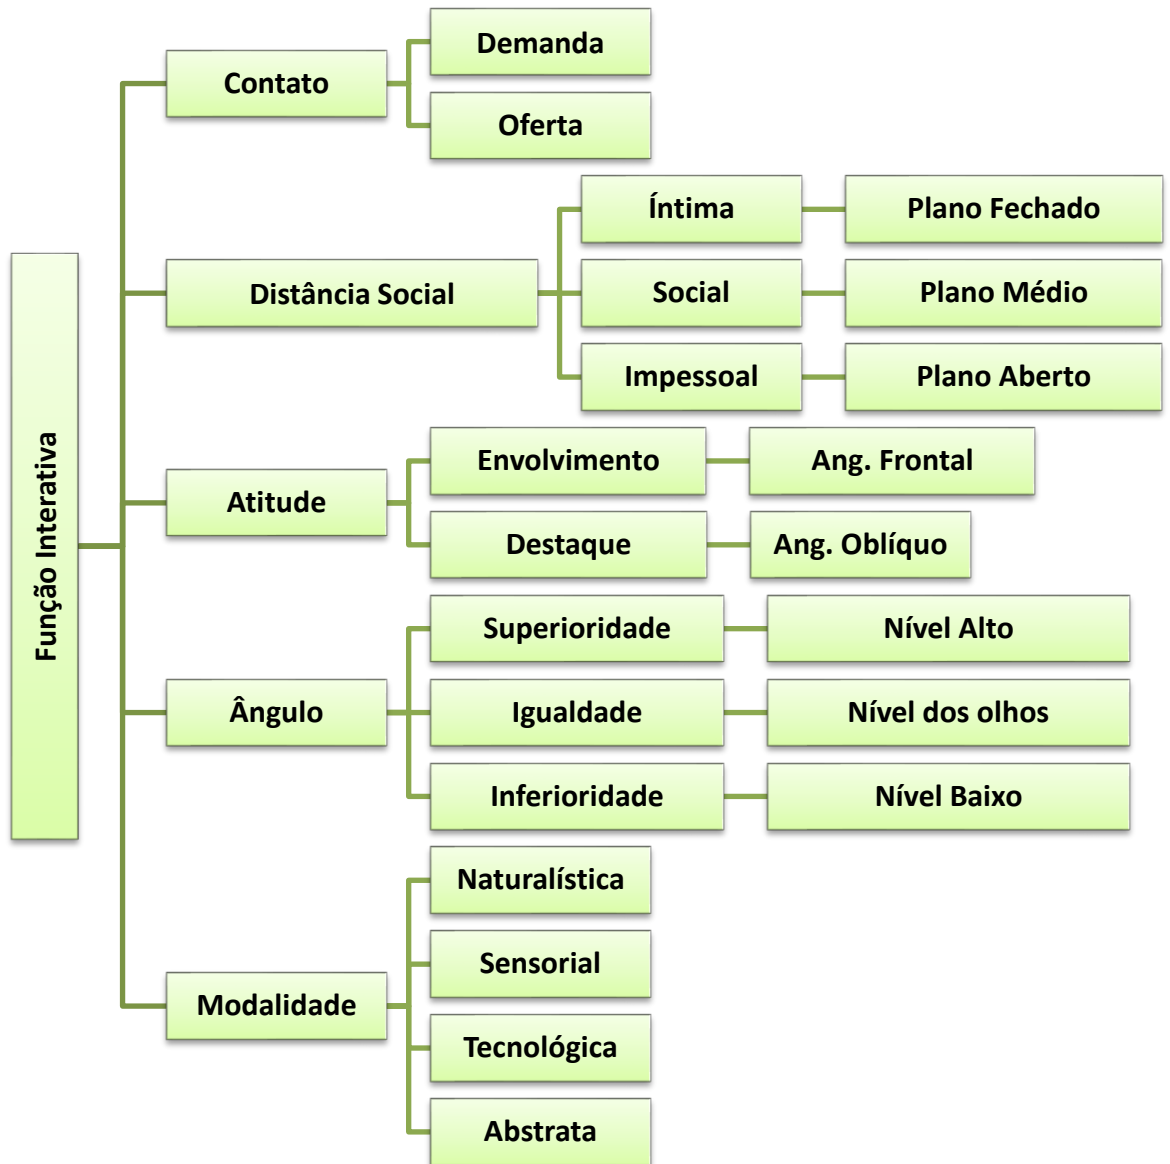 Função Interativa
Contato
Demanda
Oferta
Distância Social
Íntima
Plano Fechado
Social
Plano Médio
Impessoal
Plano Aberto
Atitude
Envolvimento
Ang. Frontal
Destaque
Ang. Oblíquo
Ângulo
Superioridade
Nível Alto
Igualdade
Nível dos olhos
Inferioridade
Nível Baixo
Modalidade
Naturalística
Sensorial
Tecnológica
Abstrata